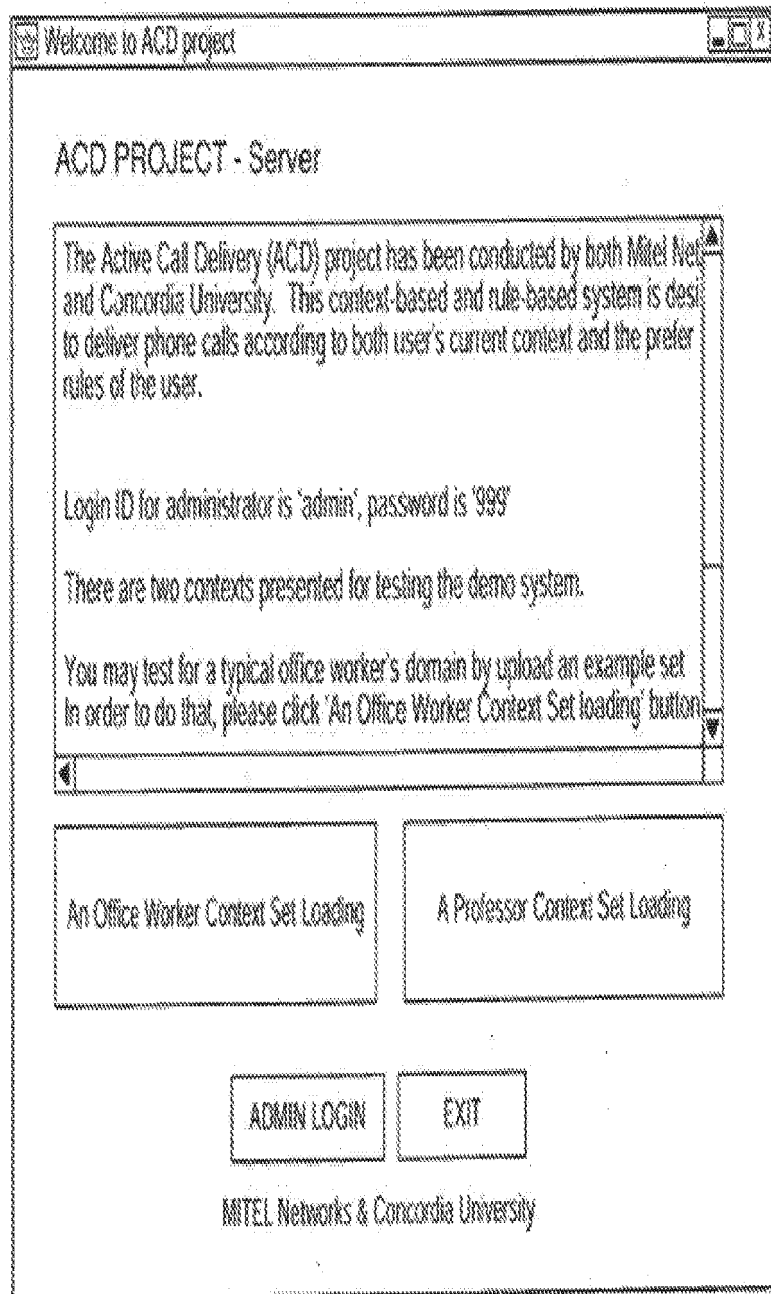 Welcome to ACD project
ACD PROJECT - Server
The Active Call Delivery (ACD) project has been conducted by both Mitel Net
and Concordia University. This context-based and rule-based system is desi
to deliver phone calls according to both user's current context and the prefer
rules of the user.
Login ID for administrator is 'admin', password is '999'
There are two contexts presented for testing the demo system.
You may test for a typical office worker's domain by upload an example set
In order to do that, please click 'An Office Worker Context Set loading' button
An Office Worker Context Set Loading
A Professor Context Set Loading
ADMIN LOGIN
EXIT
MITEL Networks & Concordia University